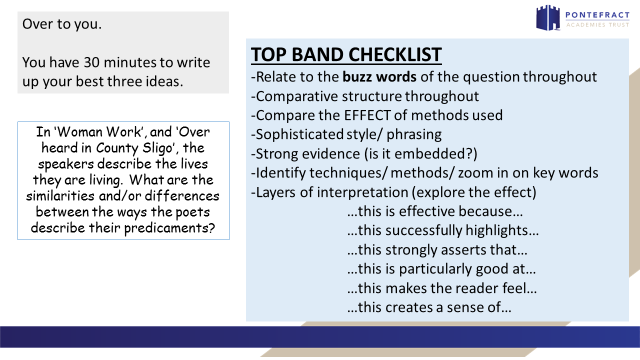 Over to you.
You have 30 minutes to write
up your best three ideas.
In ‘Woman Work’, and ‘Over
heard in County Sligo’, the
speakers describe the lives
they are living. What are the
similarities and/or differences
between the ways the poets
describe their predicaments?
PONTEFRACT
ACADEMIES TRUST
TOP BAND CHECKLIST
-Relate to the buzz words of the question throughout
-Comparative structure throughout
-Compare the EFFECT of methods used
-Sophisticated style/ phrasing
-Strong evidence (is it embedded?)
-Identify techniques/ methods/ zoom in on key words
-Layers of interpretation (explore the effect)
…this is effective because…
…this successfully highlights…
…this strongly asserts that…
…this is particularly good at…
…this makes the reader feel…
…this creates a sense of…